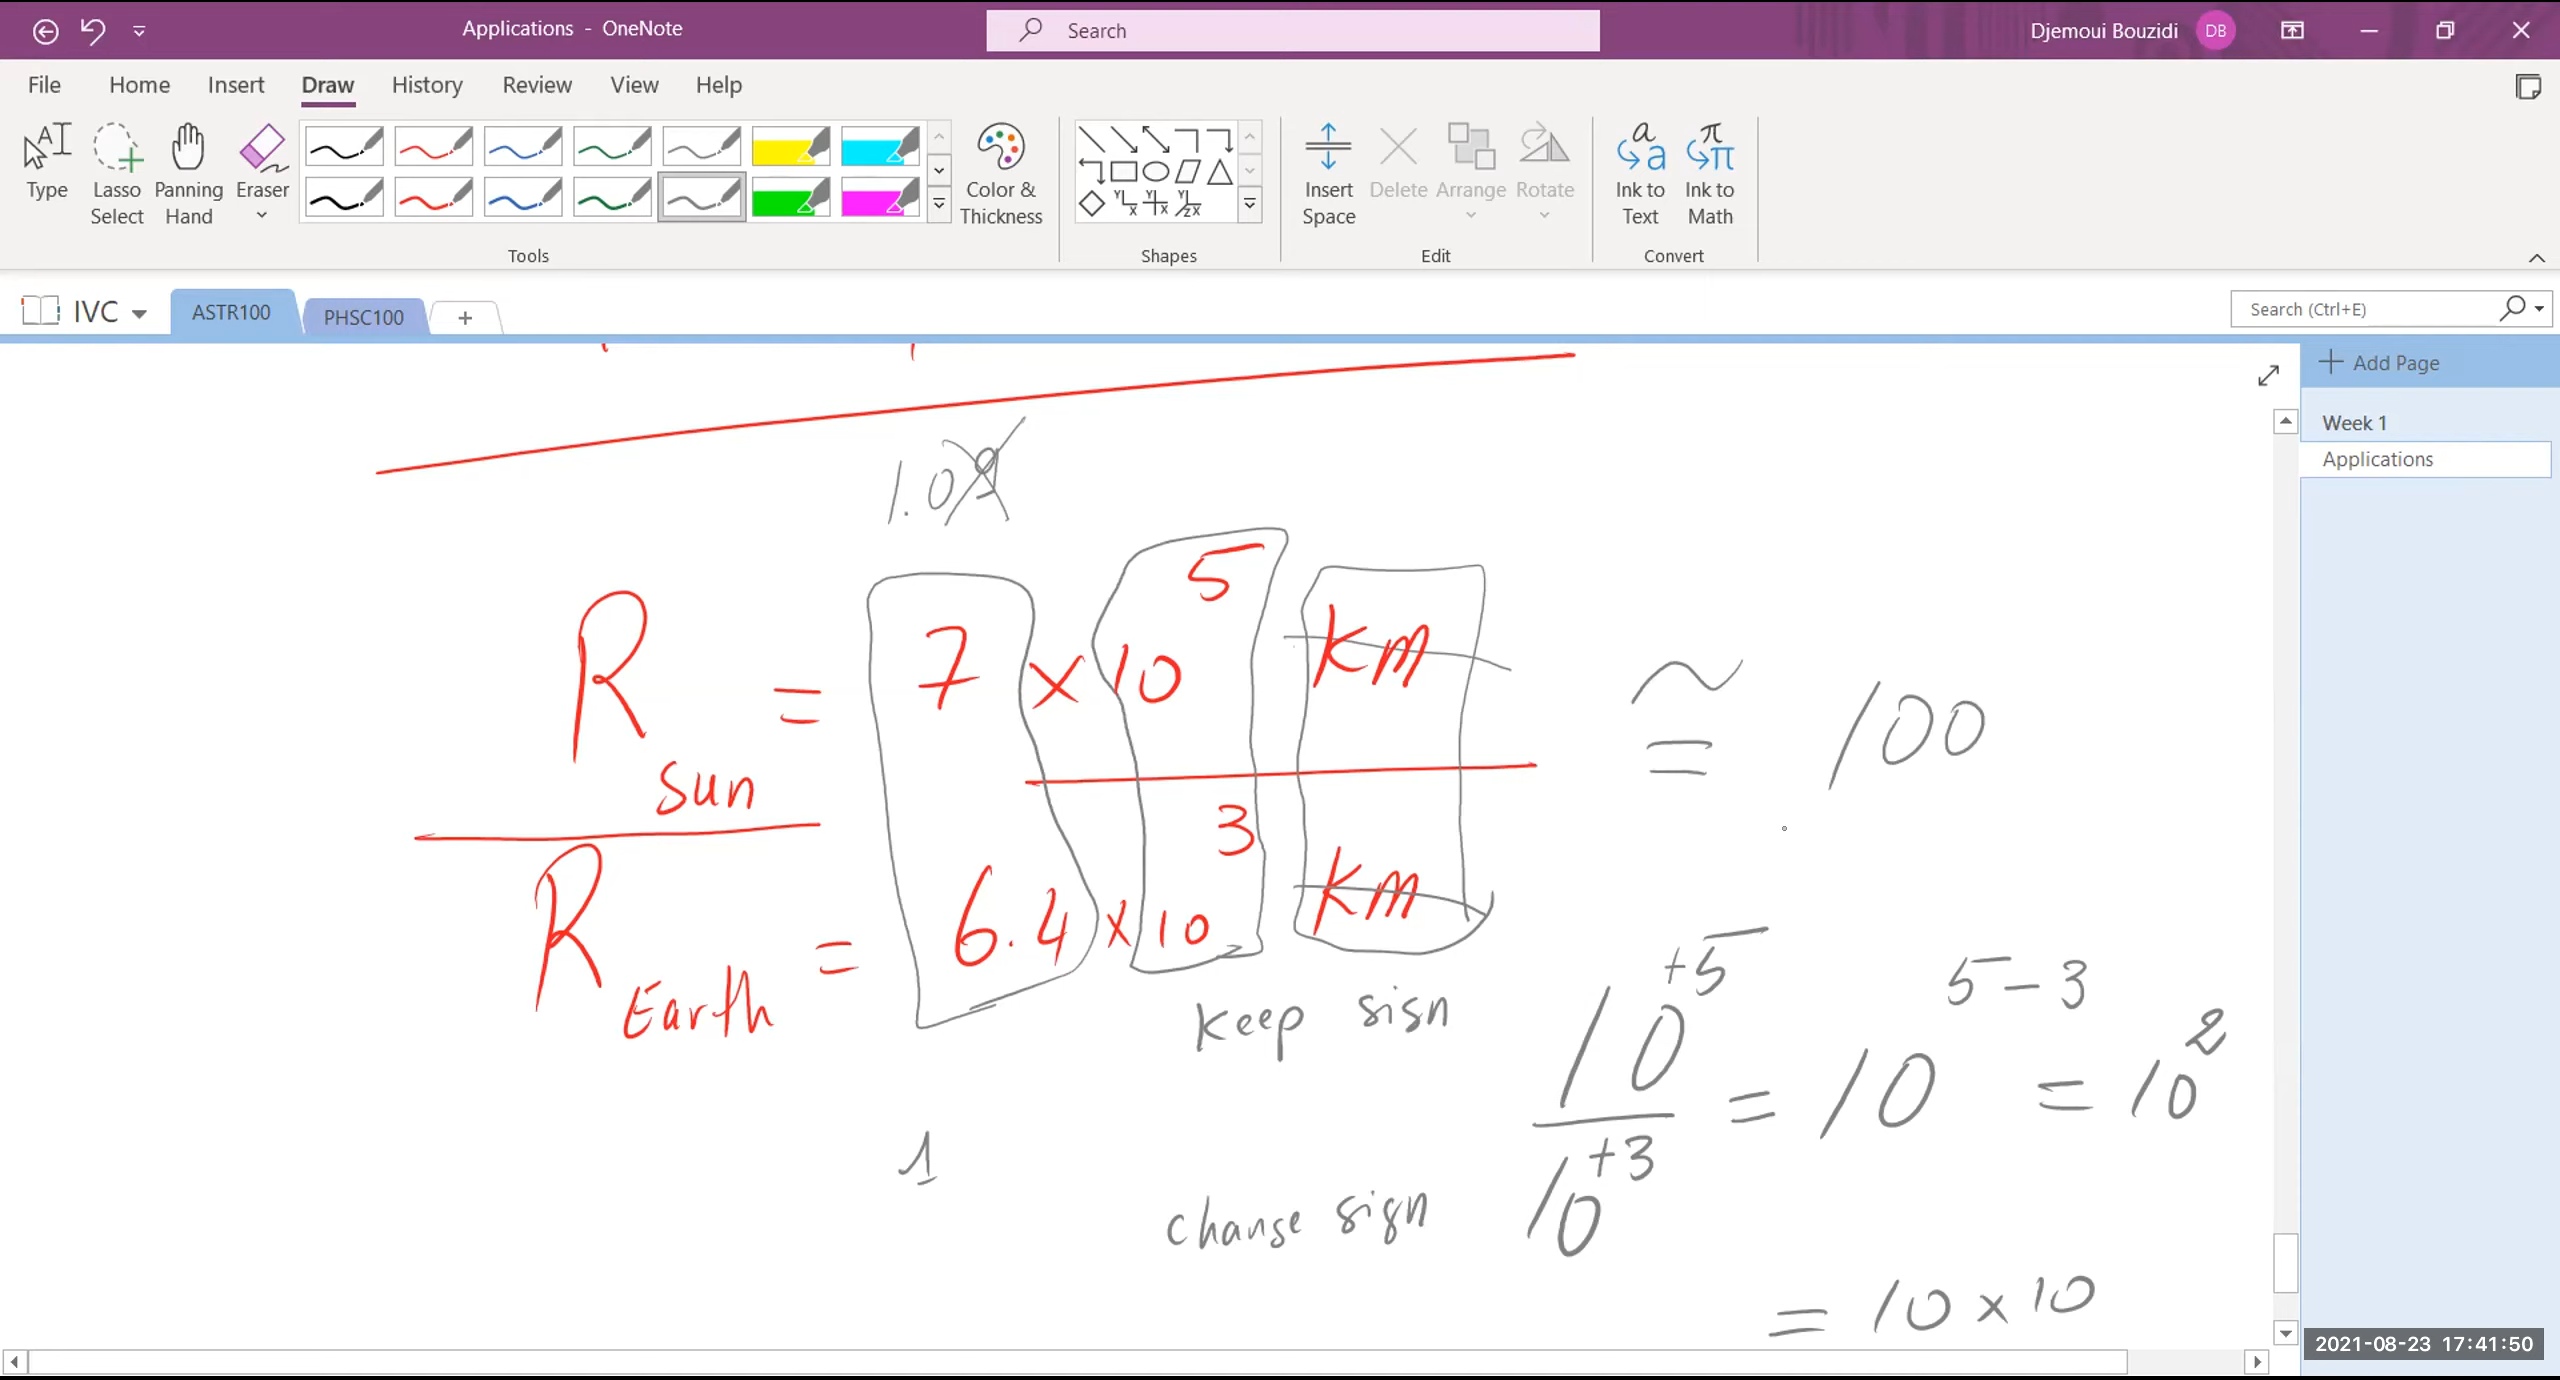 Applications - OneNote
Search
Djemoui Bouzidi DB
File Home Insert Draw History Review View Help
Type
Lasso Select
Panning Hand
Eraser
Color & Thickness
Insert Space
Delete
Arrange
Rotate
Ink to Text
Ink to Math
Tools
Shapes
Edit
Convert
IVC
ASTR100
PHSC100
+
Search (Ctrl+E)
Add Page
Week 1
Applications
1.09
R sun = 7 × 10^5 km
R Earth = 6.4 × 10^3 km
≃ 100
Keep sign
change sign
10^+5 / 10^+3 = 10^5-3 = 10^2
1
= 10 × 10
2021-08-23 17:41:50